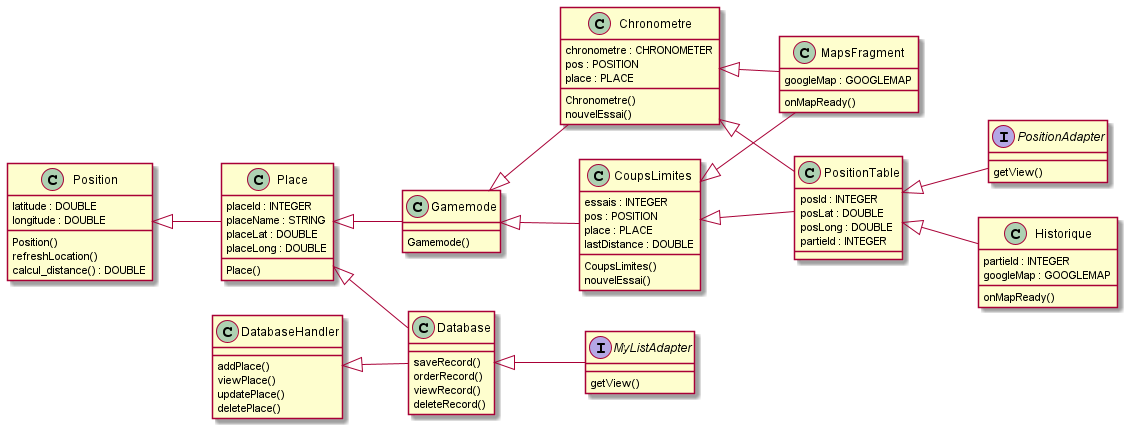 C Position
latitude : DOUBLE
longitude : DOUBLE
Position()
refreshLocation()
calcul_distance() : DOUBLE
C Place
placeId : INTEGER
placeName : STRING
placeLat : DOUBLE
placeLong : DOUBLE
Place()
C DatabaseHandler
addPlace()
viewPlace()
updatePlace()
deletePlace()
C Gamemode
Gamemode()
C Database
saveRecord()
orderRecord()
viewRecord()
deleteRecord()
C Chronometre
chronometre : CHRONOMETER
pos : POSITION
place : PLACE
Chronometre()
nouvelEssai()
C CoupsLimites
essais : INTEGER
pos : POSITION
place : PLACE
lastDistance : DOUBLE
CoupsLimites()
nouvelEssai()
I MyListAdapter
getView()
C MapsFragment
googleMap : GOOGLEMAP
onMapReady()
C PositionTable
posId : INTEGER
posLat : DOUBLE
posLong : DOUBLE
partieId : INTEGER
I PositionAdapter
getView()
C Historique
partieId : INTEGER
googleMap : GOOGLEMAP
onMapReady()